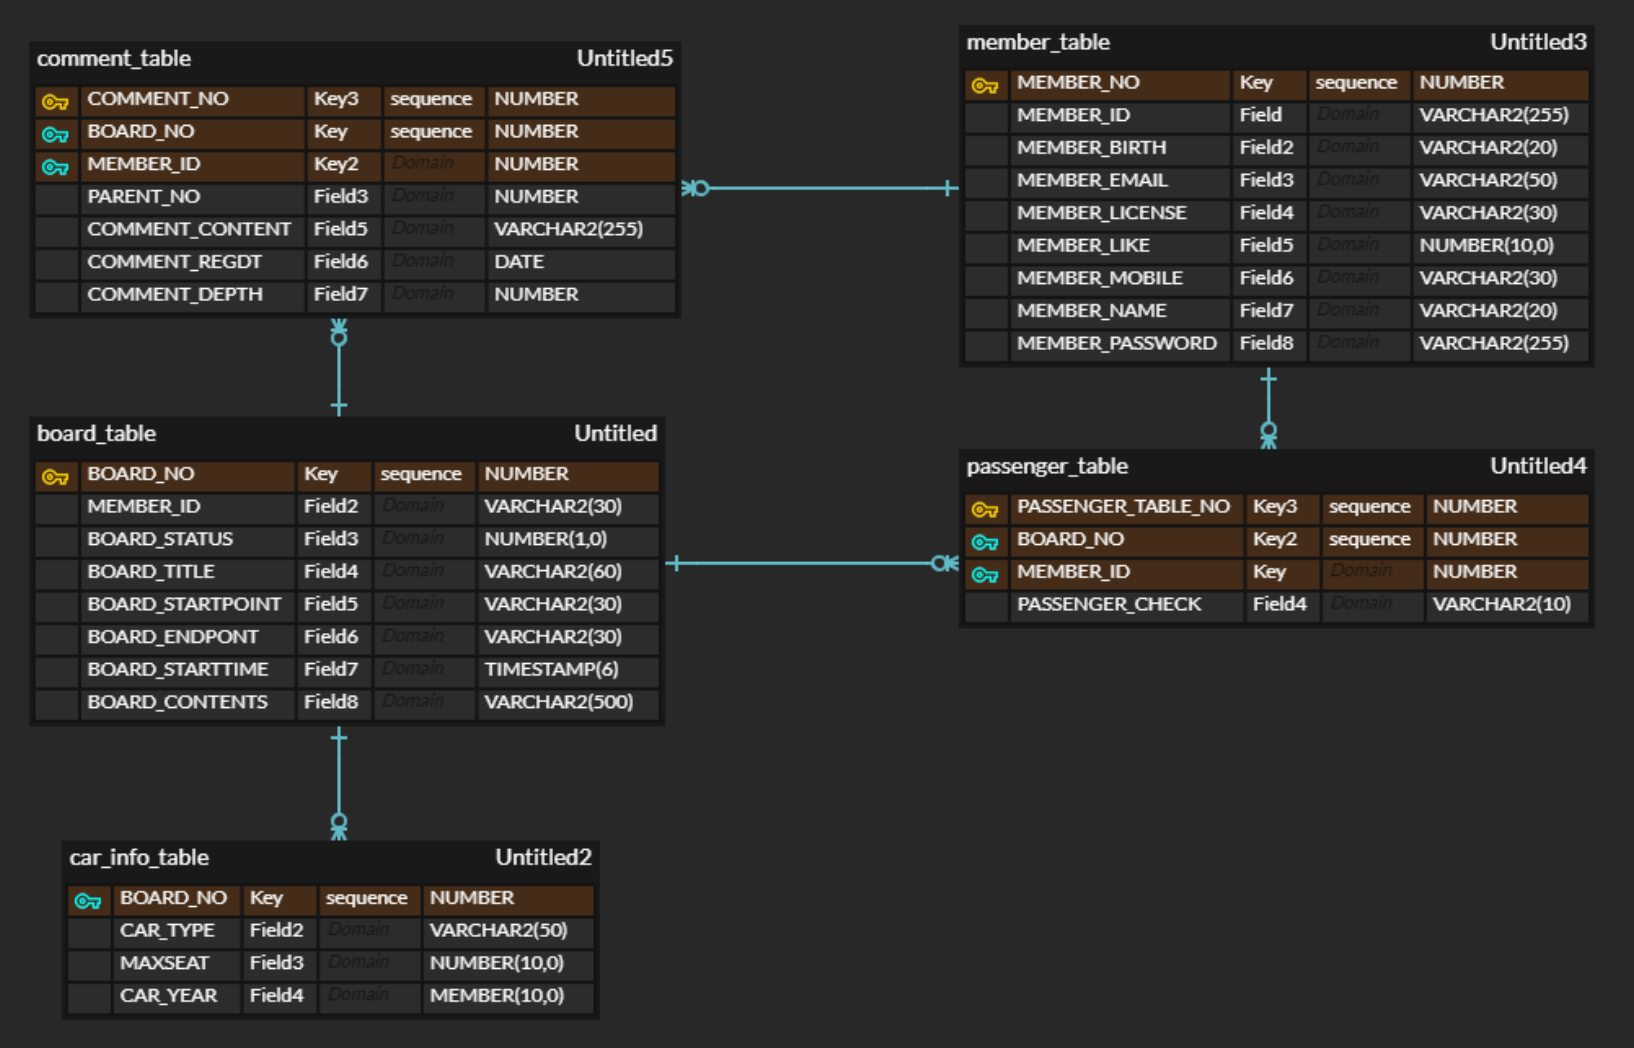 comment_table Untitled5
COMMENT_NO Key3 sequence NUMBER
BOARD_NO Key sequence NUMBER
MEMBER_ID Key2 Domain NUMBER
PARENT_NO Field3 Domain NUMBER
COMMENT_CONTENT Field5 Domain VARCHAR2(255)
COMMENT_REGDT Field6 Domain DATE
COMMENT_DEPTH Field7 Domain NUMBER
member_table Untitled3
MEMBER_NO Key sequence NUMBER
MEMBER_ID Field Domain VARCHAR2(255)
MEMBER_BIRTH Field2 Domain VARCHAR2(20)
MEMBER_EMAIL Field3 Domain VARCHAR2(50)
MEMBER_LICENSE Field4 Domain VARCHAR2(30)
MEMBER_LIKE Field5 Domain NUMBER(10,0)
MEMBER_MOBILE Field6 Domain VARCHAR2(30)
MEMBER_NAME Field7 Domain VARCHAR2(20)
MEMBER_PASSWORD Field8 Domain VARCHAR2(255)
board_table Untitled
BOARD_NO Key sequence NUMBER
MEMBER_ID Field2 Domain VARCHAR2(30)
BOARD_STATUS Field3 Domain NUMBER(1,0)
BOARD_TITLE Field4 Domain VARCHAR2(60)
BOARD_STARTPOINT Field5 Domain VARCHAR2(30)
BOARD_ENDPONT Field6 Domain VARCHAR2(30)
BOARD_STARTTIME Field7 Domain TIMESTAMP(6)
BOARD_CONTENTS Field8 Domain VARCHAR2(500)
passenger_table Untitled4
PASSENGER_TABLE_NO Key3 sequence NUMBER
BOARD_NO Key2 sequence NUMBER
MEMBER_ID Key Domain NUMBER
PASSENGER_CHECK Field4 Domain VARCHAR2(10)
car_info_table Untitled2
BOARD_NO Key sequence NUMBER
CAR_TYPE Field2 Domain VARCHAR2(50)
MAXSEAT Field3 Domain NUMBER(10,0)
CAR_YEAR Field4 Domain MEMBER(10,0)